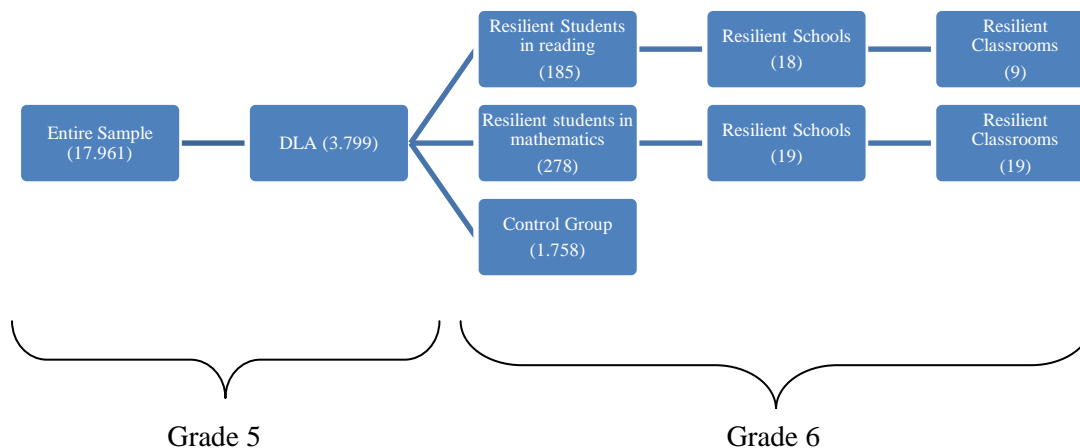 Entire Sample
(17.961)
DLA (3.799)
Resilient Students
in reading
(185)
Resilient Schools
(18)
Resilient
Classrooms
(9)
Resilient students in
mathematics
(278)
Resilient Schools
(19)
Resilient
Classrooms
(19)
Control Group
(1.758)
Grade 5
Grade 6